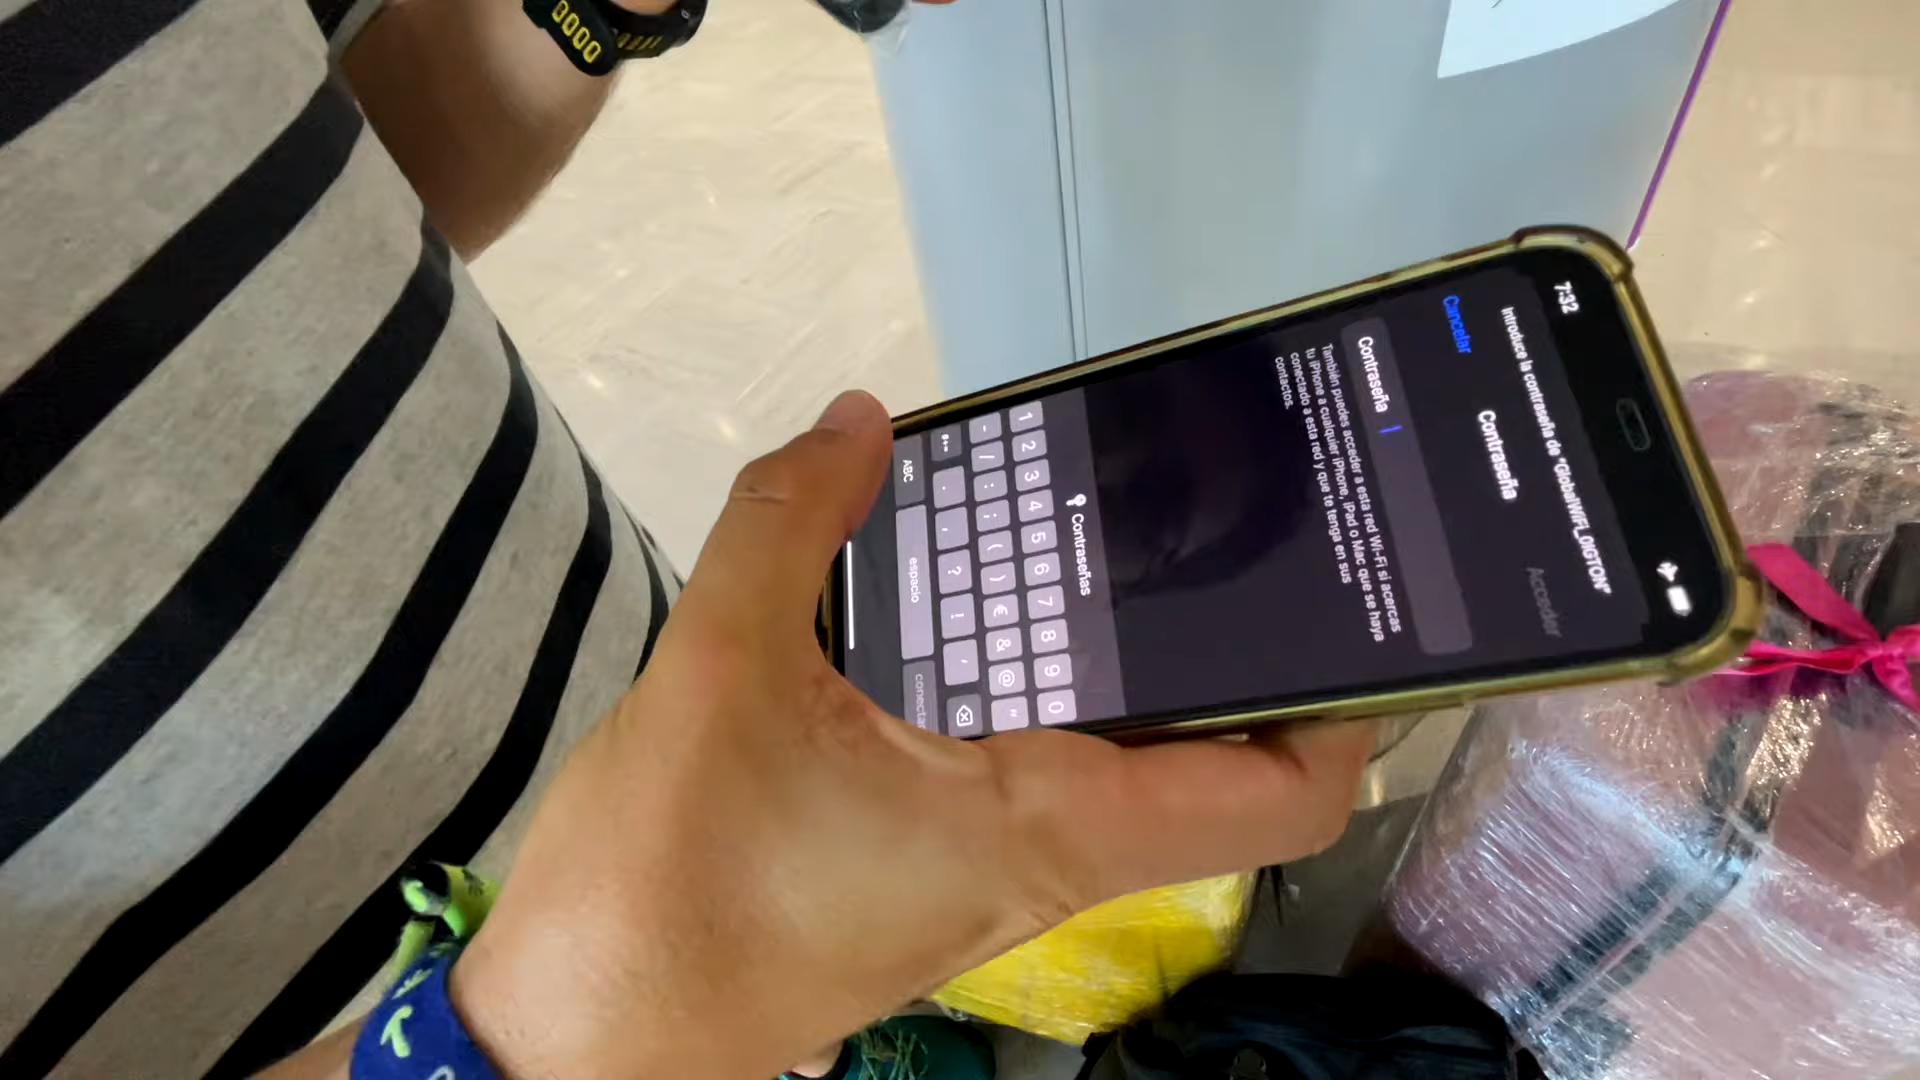 7:32
Introduce la contraseña de
Cancelar
Contraseña
Acceder
Contraseña
También puedes acceder a esta red Wi-Fi si acercas
tu iPhone a cualquier iPhone, iPad o Mac que se haya
conectado a esta red y que te tenga en sus
contactos.
Contraseñas
1 2 3 4 5 6 7 8 9 0
- / : ; ( ) € & @ "
#+= . , ? ! '
ABC espacio